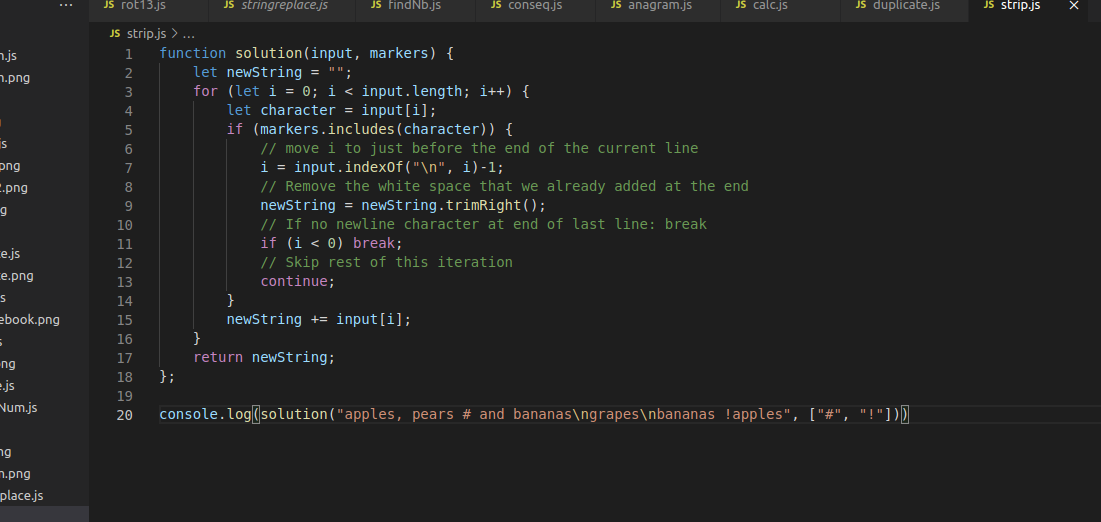 ...
JS rot13.js
JS stringreplace.js
JS findNb.js
JS conseq.js
JS anagram.js
JS calc.js
JS duplicate.js
JS strip.js ×
JS strip.js > ...
1 function solution(input, markers) {
2 let newString = "";
3 for (let i = 0; i < input.length; i++) {
4 let character = input[i];
5 if (markers.includes(character)) {
6 // move i to just before the end of the current line
7 i = input.indexOf("\n", i)-1;
8 // Remove the white space that we already added at the end
9 newString = newString.trimRight();
10 // If no newline character at end of last line: break
11 if (i < 0) break;
12 // Skip rest of this iteration
13 continue;
14 }
15 newString += input[i];
16 }
17 return newString;
18 };
19
20 console.log(solution("apples, pears # and bananas\ngrapes\nbananas !apples", ["#", "!"]))
n.js
n.png
js
png
2.png
g
e.js
e.png
s
ebook.png
ng
e.js
Num.js
ng
n.png
place.js